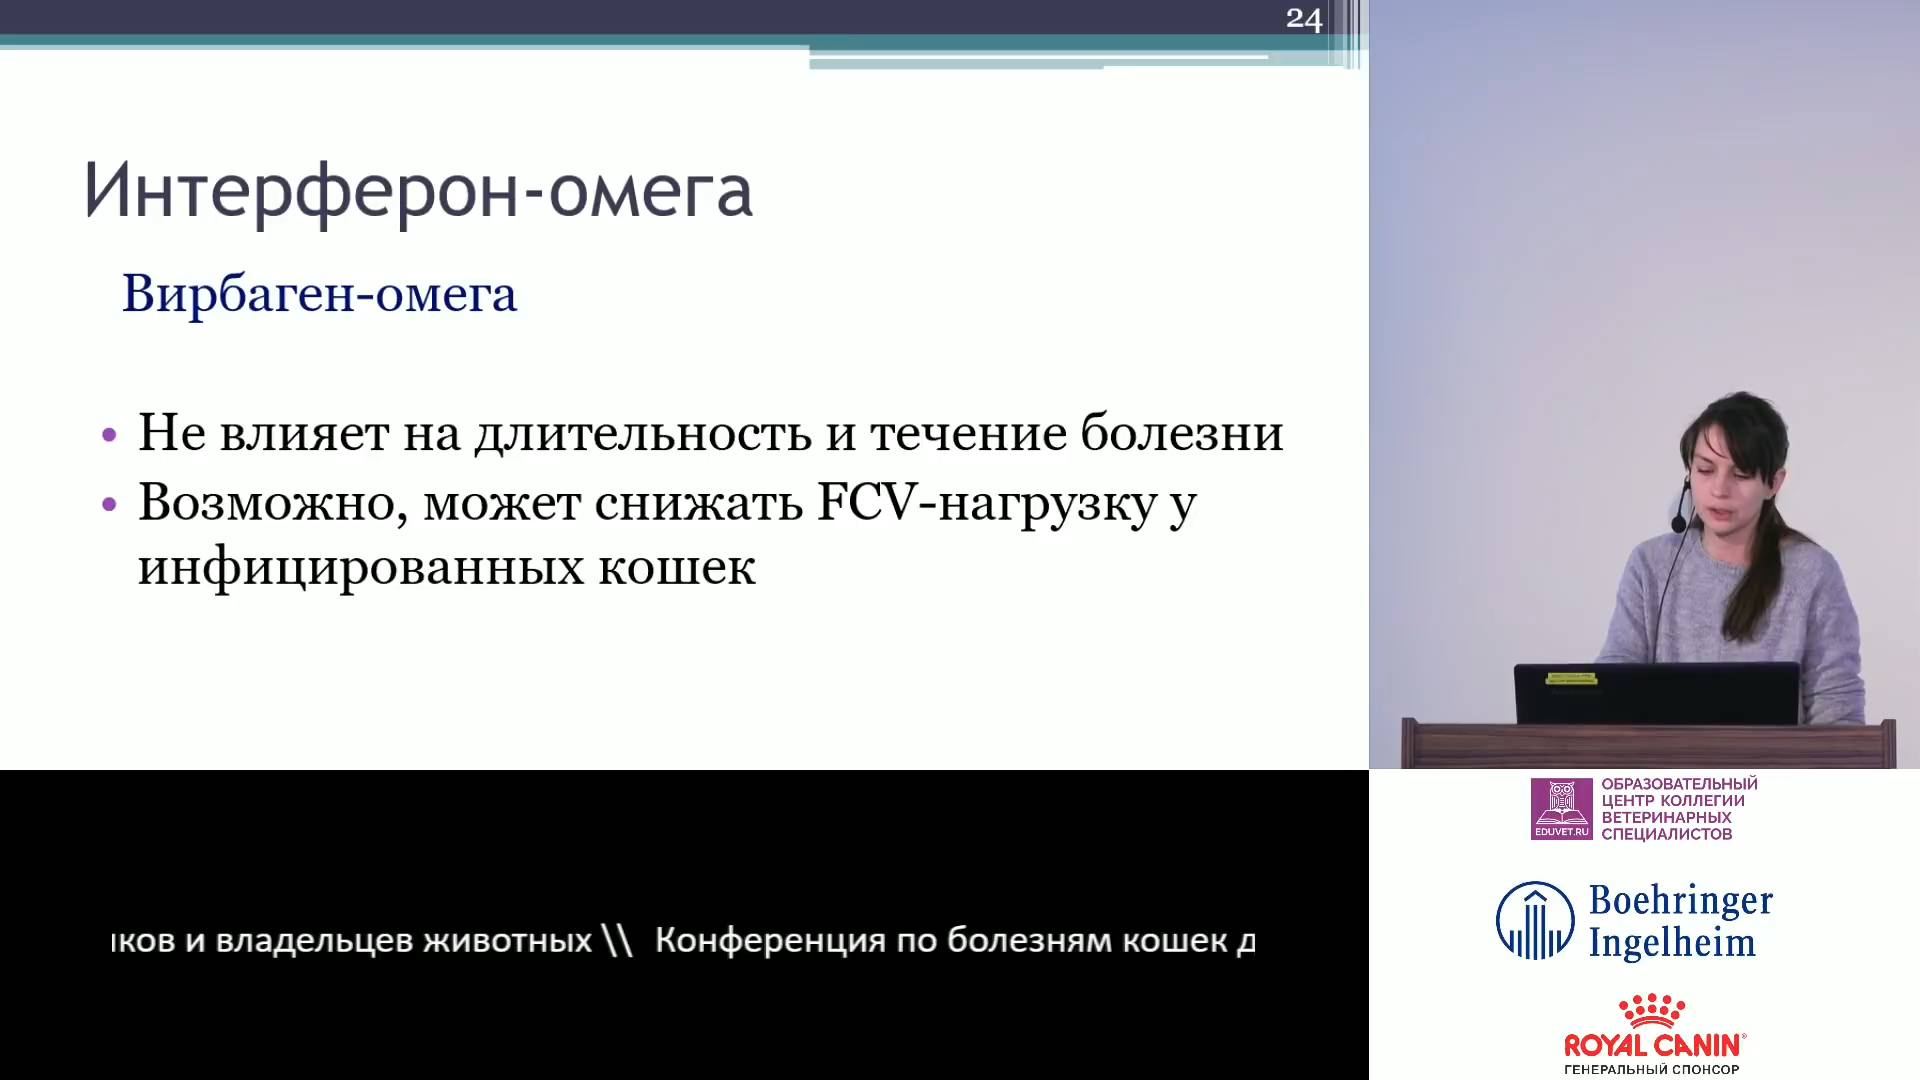 24
Интерферон-омега
Вирбаген-омега
• Не влияет на длительность и течение болезни
• Возможно, может снижать FCV-нагрузку у
инфицированных кошек
и владельцев животных \\ Конференция по болезням кошек
EDUVET.RU
ОБРАЗОВАТЕЛЬНЫЙ
ЦЕНТР КОЛЛЕГИИ
ВЕТЕРИНАРНЫХ
СПЕЦИАЛИСТОВ
Boehringer
Ingelheim
ROYAL CANIN
ГЕНЕРАЛЬНЫЙ СПОНСОР